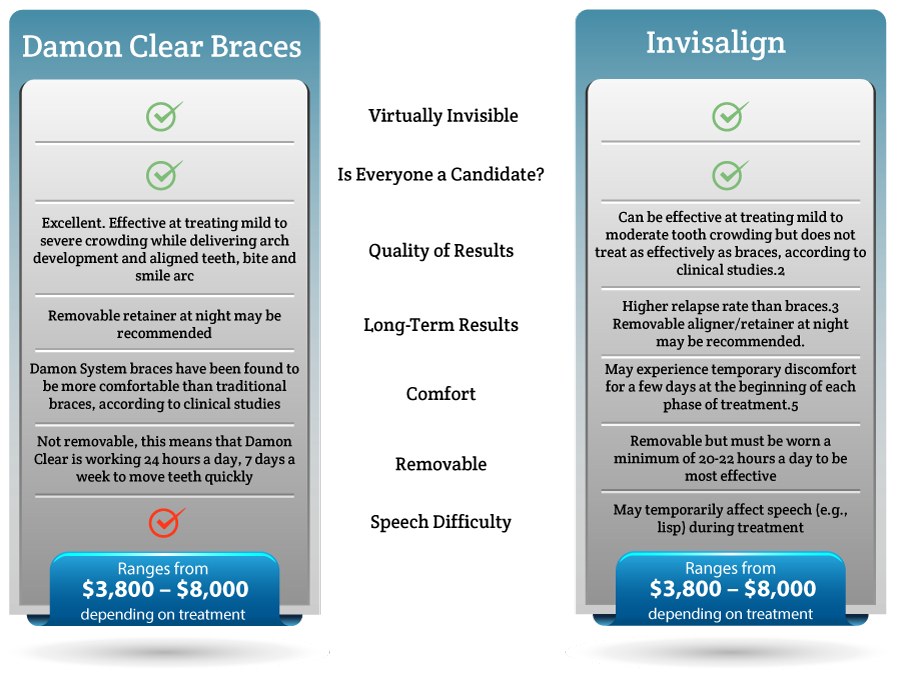 Damon Clear Braces
Excellent. Effective at treating mild to
severe crowding while delivering arch
development and aligned teeth, bite and
smile arc
Removable retainer at night may be
recommended
Damon System braces have been found to
be more comfortable than traditional
braces, according to clinical studies
Not removable, this means that Damon
Clear is working 24 hours a day, 7 days a
week to move teeth quickly
Ranges from
$3,800 – $8,000
depending on treatment
Virtually Invisible
Is Everyone a Candidate?
Quality of Results
Long-Term Results
Comfort
Removable
Speech Difficulty
Invisalign
Can be effective at treating mild to
moderate tooth crowding but does not
treat as effectively as braces, according to
clinical studies.2
Higher relapse rate than braces.3
Removable aligner/retainer at night
may be recommended.
May experience temporary discomfort
for a few days at the beginning of each
phase of treatment.5
Removable but must be worn a
minimum of 20-22 hours a day to be
most effective
May temporarily affect speech (e.g.,
lisp) during treatment
Ranges from
$3,800 – $8,000
depending on treatment